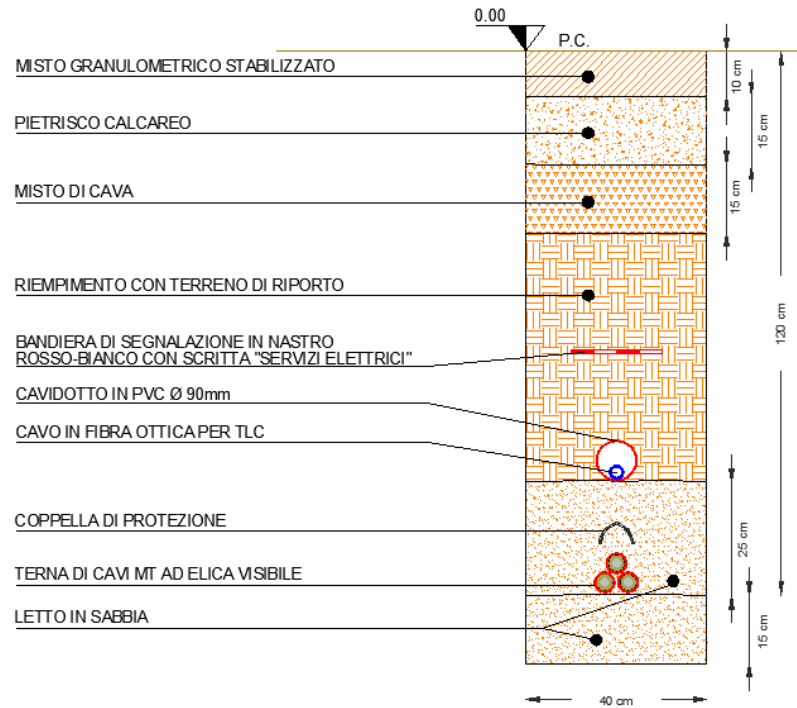 0.00
P.C.
MISTO GRANULOMETRICO STABILIZZATO
10 cm
PIETRISCO CALCAREO
15 cm
MISTO DI CAVA
15 cm
RIEMPIMENTO CON TERRENO DI RIPORTO
120 cm
BANDIERA DI SEGNALAZIONE IN NASTRO
ROSSO-BIANCO CON SCRITTA "SERVIZI ELETTRICI"
CAVIDOTTO IN PVC Ø 90mm
CAVO IN FIBRA OTTICA PER TLC
COPPELLA DI PROTEZIONE
25 cm
TERNA DI CAVI MT AD ELICA VISIBILE
LETTO IN SABBIA
15 cm
40 cm